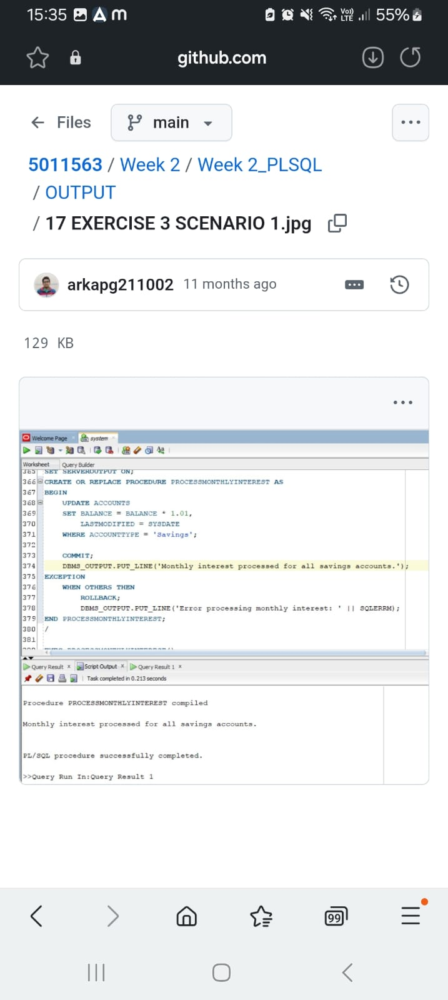 15:35
Vo))
LTE
55%
github.com
Files
main
5011563 / Week 2 / Week 2_PLSQL
/ OUTPUT
/ 17 EXERCISE 3 SCENARIO 1.jpg
arkapg211002 11 months ago
129 KB
Welcome Page
system
Worksheet Query Builder
365 SET SERVEROUTPUT ON;
366 CREATE OR REPLACE PROCEDURE PROCESSMONTHLYINTEREST AS
367 BEGIN
368 UPDATE ACCOUNTS
369 SET BALANCE = BALANCE * 1.01,
370 LASTMODIFIED = SYSDATE
371 WHERE ACCOUNTTYPE = 'Savings';
372
373 COMMIT;
374 DBMS_OUTPUT.PUT_LINE('Monthly interest processed for all savings accounts.');
375 EXCEPTION
376 WHEN OTHERS THEN
377 ROLLBACK;
378 DBMS_OUTPUT.PUT_LINE('Error processing monthly interest: ' || SQLERRM);
379 END PROCESSMONTHLYINTEREST;
380 /
381
Query Result x Script Output x Query Result 1 x
Task completed in 0.213 seconds
Procedure PROCESSMONTHLYINTEREST compiled
Monthly interest processed for all savings accounts.
PL/SQL procedure successfully completed.
>>Query Run In:Query Result 1
99